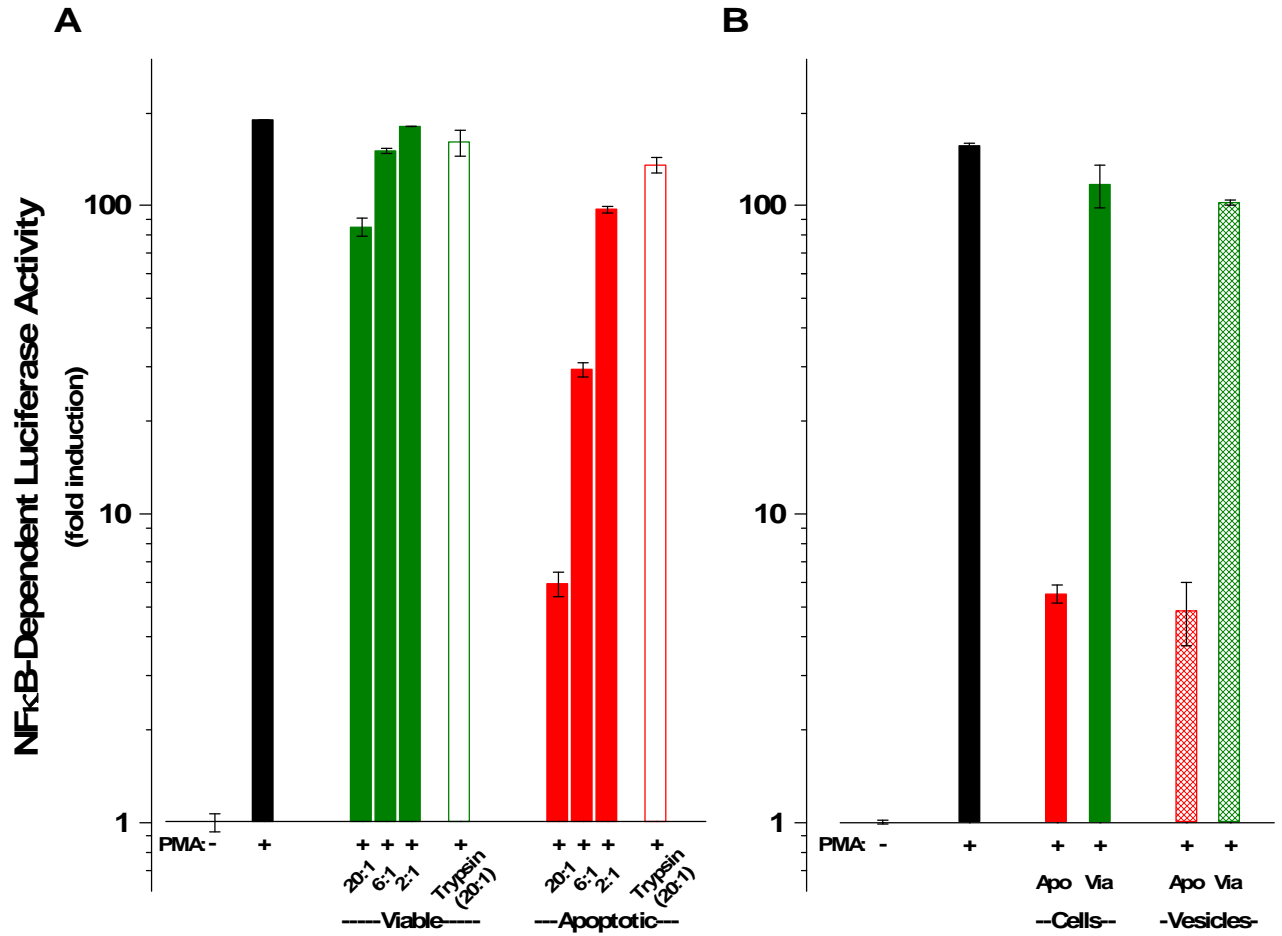 A
B
NFκB-Dependent Luciferase Activity
(fold induction)
100
10
1
PMA: - + + + + + + + + +
20:1 6:1 2:1 Trypsin (20:1) 20:1 6:1 2:1 Trypsin (20:1)
-----Viable----- ---Apoptotic---
100
10
1
PMA: - + + + + +
Apo Via Apo Via
--Cells-- -Vesicles-